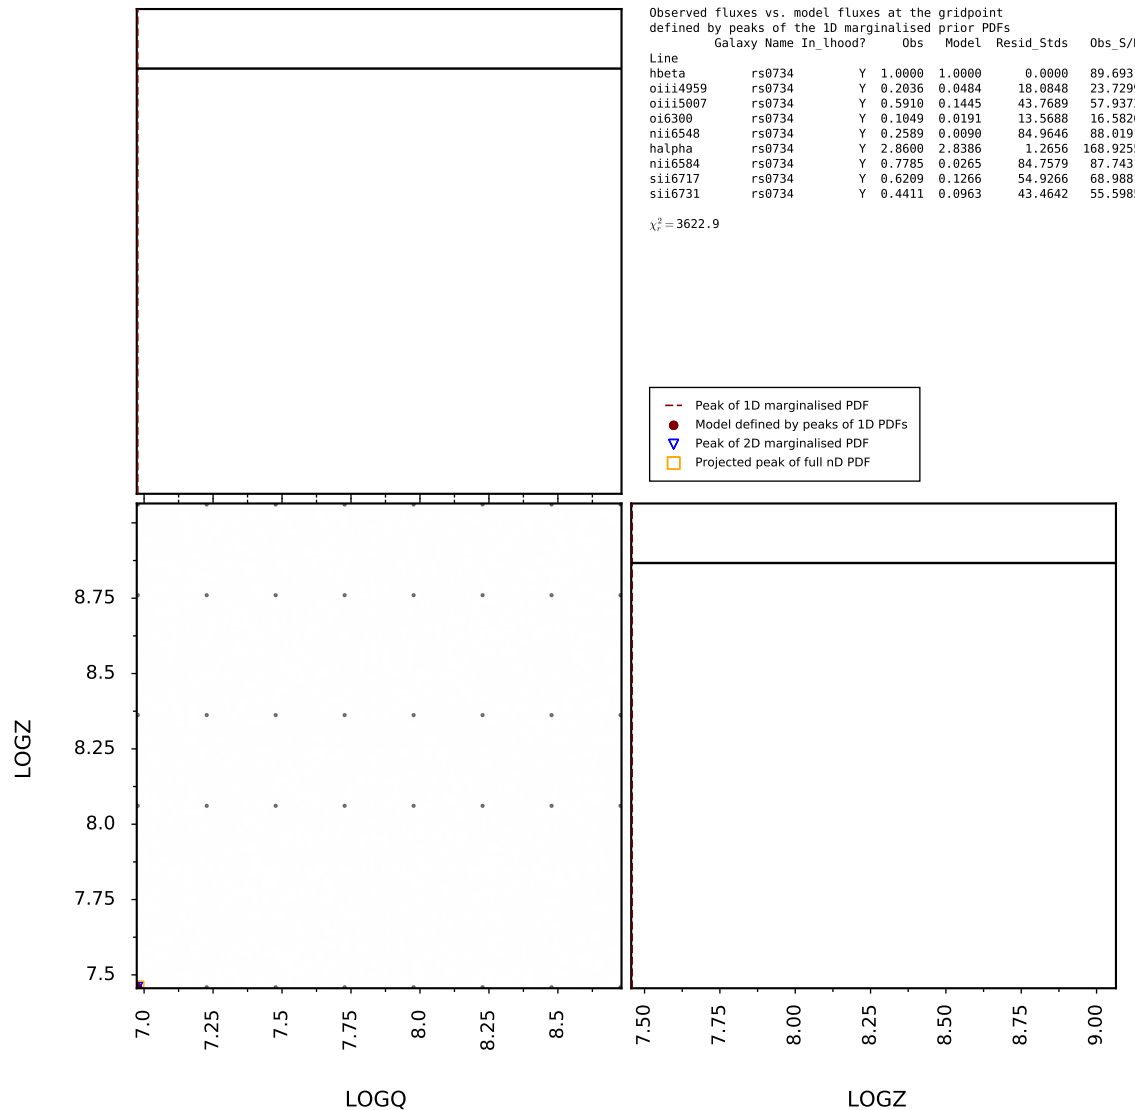 Observed fluxes vs. model fluxes at the gridpoint
defined by peaks of the 1D marginalised prior PDFs
Galaxy Name In_lhood? Obs Model Resid_Stds Obs_S/
Line
hbeta rs0734 Y 1.0000 1.0000 0.0000 89.693
oiii4959 rs0734 Y 0.2036 0.0484 18.0848 23.729
oiii5007 rs0734 Y 0.5910 0.1445 43.7689 57.937
oi6300 rs0734 Y 0.1049 0.0191 13.5688 16.582
nii6548 rs0734 Y 0.2589 0.0090 84.9646 88.019
halpha rs0734 Y 2.8600 2.8386 1.2656 168.925
nii6584 rs0734 Y 0.7785 0.0265 84.7579 87.743
sii6717 rs0734 Y 0.6209 0.1266 54.9266 68.988
sii6731 rs0734 Y 0.4411 0.0963 43.4642 55.598
χ²ᵣ = 3622.9
Peak of 1D marginalised PDF
Model defined by peaks of 1D PDFs
Peak of 2D marginalised PDF
Projected peak of full nD PDF
8.75
8.5
8.25
8.0
7.75
7.5
LOGZ
7.0 7.25 7.5 7.75 8.0 8.25 8.5
LOGQ
7.50 7.75 8.00 8.25 8.50 8.75 9.00
LOGZ